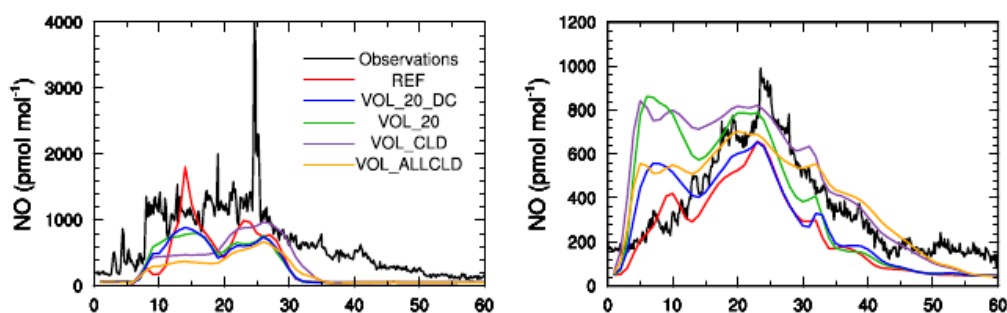 NO (pmol mol⁻¹)
4000
3000
2000
1000
0
0 10 20 30 40 50 60
Observations
REF
VOL_20_DC
VOL_20
VOL_CLD
VOL_ALLCLD
NO (pmol mol⁻¹)
1200
1000
800
600
400
200
0
0 10 20 30 40 50 60